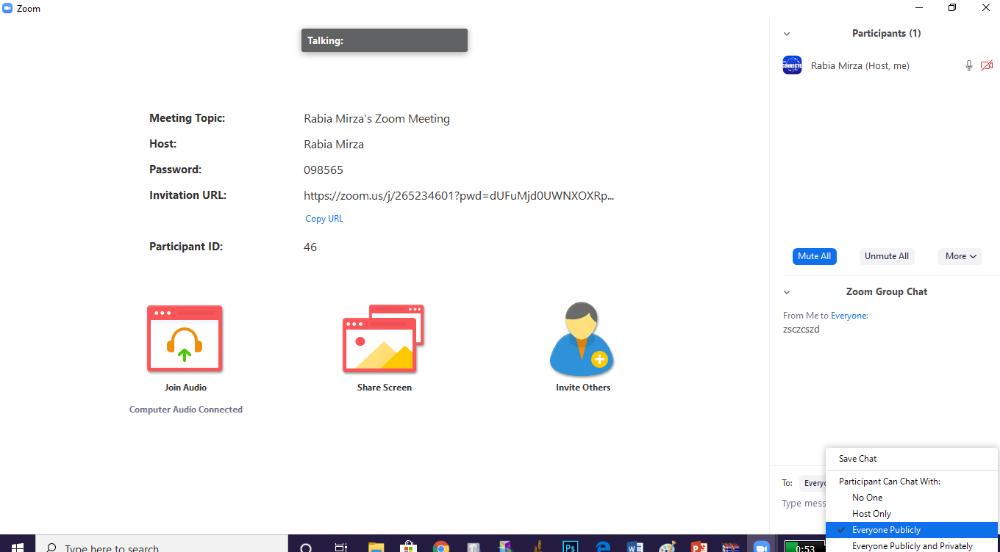 Zoom
Talking:
Meeting Topic: Rabia Mirza's Zoom Meeting
Host: Rabia Mirza
Password: 098565
Invitation URL: https://zoom.us/j/265234601?pwd=dUFuMjd0UWNXOXRp...
Copy URL
Participant ID: 46
Join Audio
Computer Audio Connected
Share Screen
Invite Others
Participants (1)
CONNECTE
Rabia Mirza (Host, me)
Mute All Unmute All More
Zoom Group Chat
From Me to Everyone:
zsczcszd
To: Everyo
Type mess
Save Chat
Participant Can Chat With:
No One
Host Only
Everyone Publicly
Everyone Publicly and Privately
Type here to search
Ps
0:53